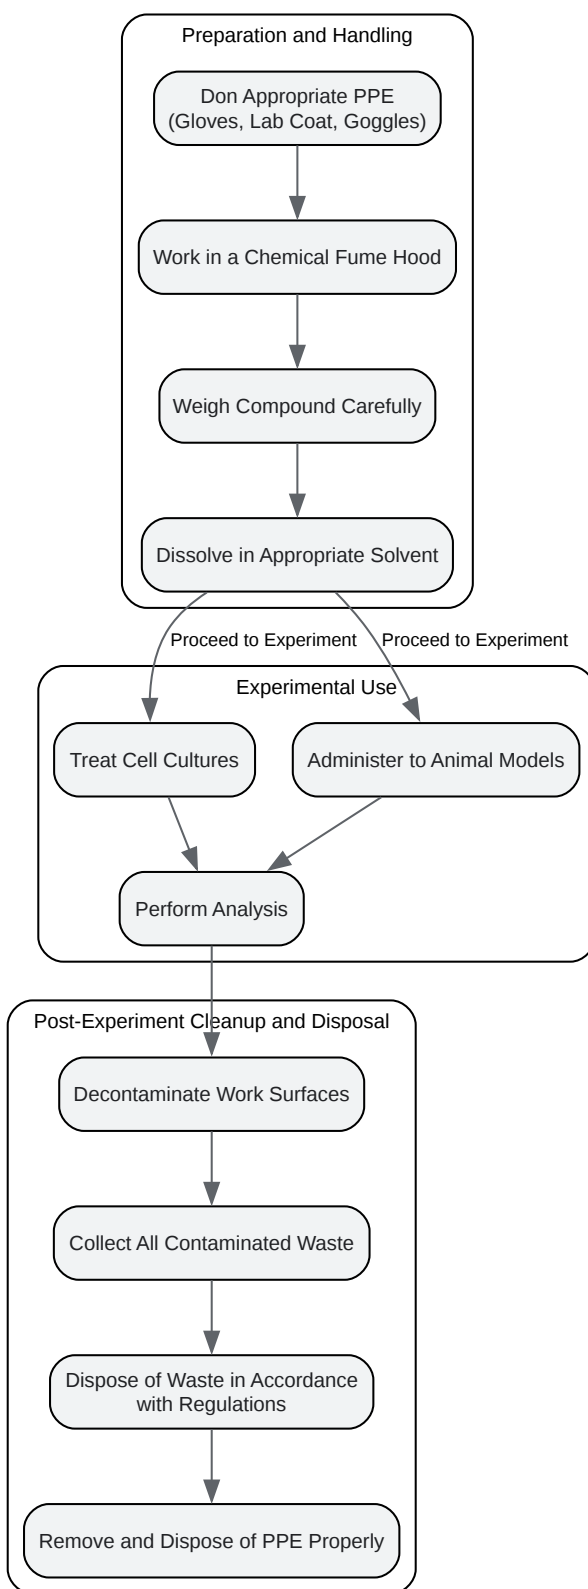 Preparation and Handling
Don Appropriate PPE
(Gloves, Lab Coat, Goggles)
Work in a Chemical Fume Hood
Weigh Compound Carefully
Dissolve in Appropriate Solvent
Proceed to Experiment
Proceed to Experiment
Experimental Use
Treat Cell Cultures
Administer to Animal Models
Perform Analysis
Post-Experiment Cleanup and Disposal
Decontaminate Work Surfaces
Collect All Contaminated Waste
Dispose of Waste in Accordance
with Regulations
Remove and Dispose of PPE Properly